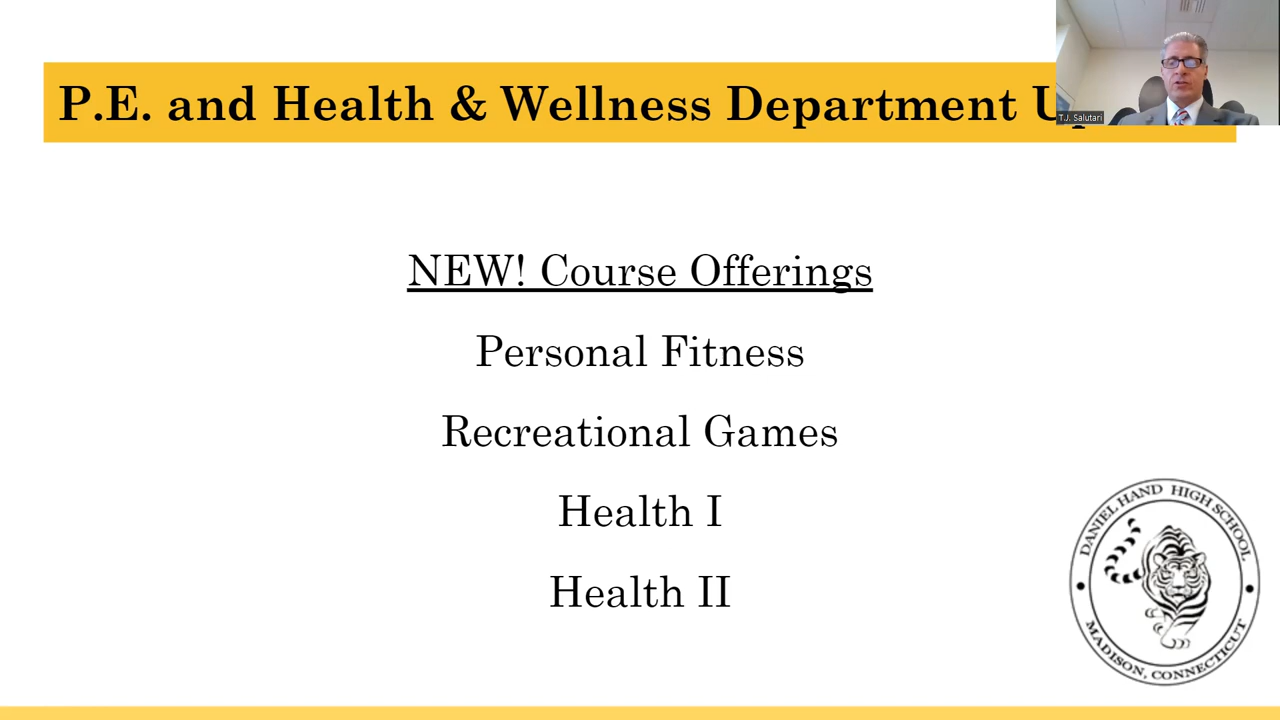 P.E. and Health & Wellness Department
T.J. Salutari
NEW! Course Offerings
Personal Fitness
Recreational Games
Health I
Health II
DANIEL HAND HIGH SCHOOL
MADISON, CONNECTICUT